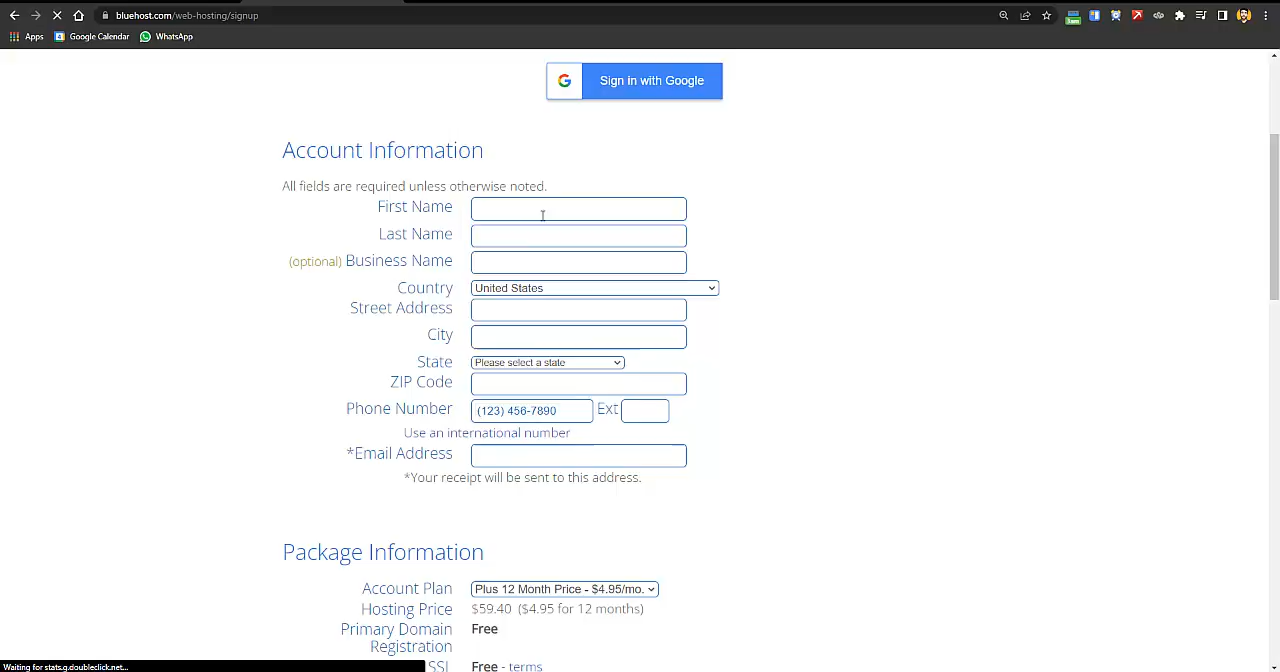 bluehost.com/web-hosting/signup
Apps Google Calendar WhatsApp
Sign in with Google
Account Information
All fields are required unless otherwise noted.
First Name
Last Name
(optional) Business Name
Country United States
Street Address
City
State Please select a state
ZIP Code
Phone Number (123) 456-7890 Ext
Use an international number
*Email Address
*Your receipt will be sent to this address.
Package Information
Account Plan Plus 12 Month Price - $4.95/mo.
Hosting Price $59.40 ($4.95 for 12 months)
Primary Domain Free
Registration
SSL Free - terms
Waiting for stats.g.doubleclick.net...